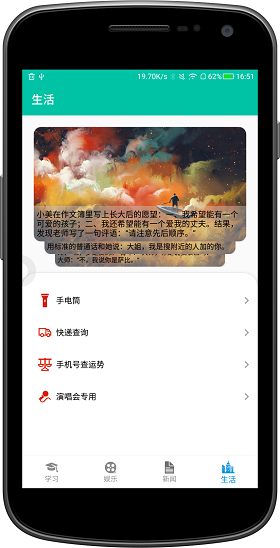 19.70K/s 62% 16:51
生活
小美在作文簿里写上长大后的愿望：一、我希望能有一个
可爱的孩子；二、我还希望能有一个爱我的丈夫。结果，
发现老师写了一句评语：“请注意先后顺序。”
用标准的普通话和她说：大姐，我是搜附近的人加的你。
大师：“不，我说你是萨比。”
手电筒
快递查询
手机号查运势
演唱会专用
学习 娱乐 新闻 生活